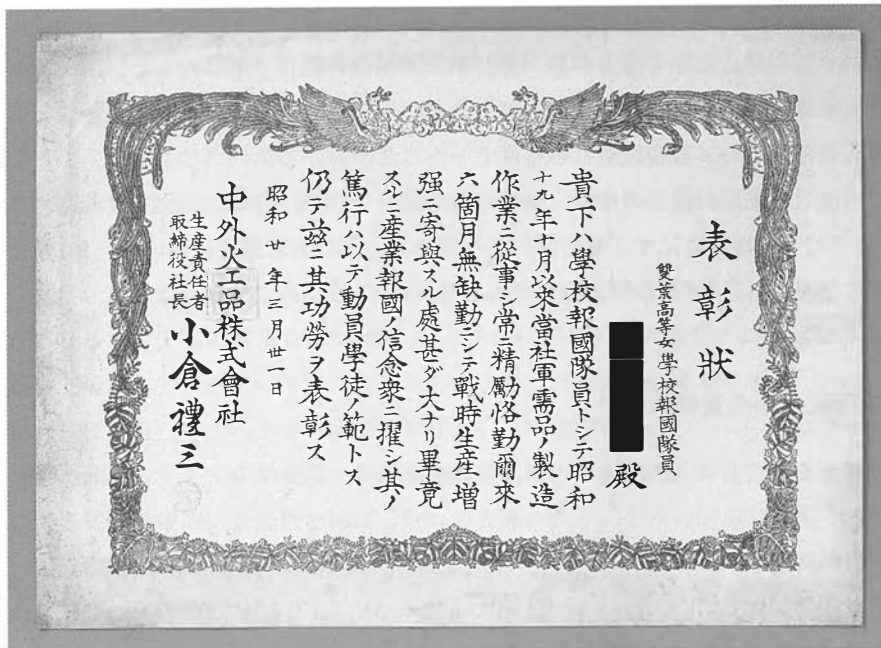 表彰状
雙葉高等女學校報國隊員
殿
貴下ハ學校報國隊員トシテ昭和
十九年十月以來當社軍需品ノ製造
作業ニ從事シ常ニ精勵恪勤爾來
六箇月無缺勤ニシテ戰時生産増
强ニ寄與スル處甚ダ大ナリ畢竟
スルニ産業報國ノ信念衆ニ擢シ其ノ
篤行ハ以テ動員學徒ノ範トス
仍テ茲ニ其功勞ヲ表彰ス
昭和廿年三月卅一日
中外火工品株式會社
生産責任者
取締役社長 小倉禮三